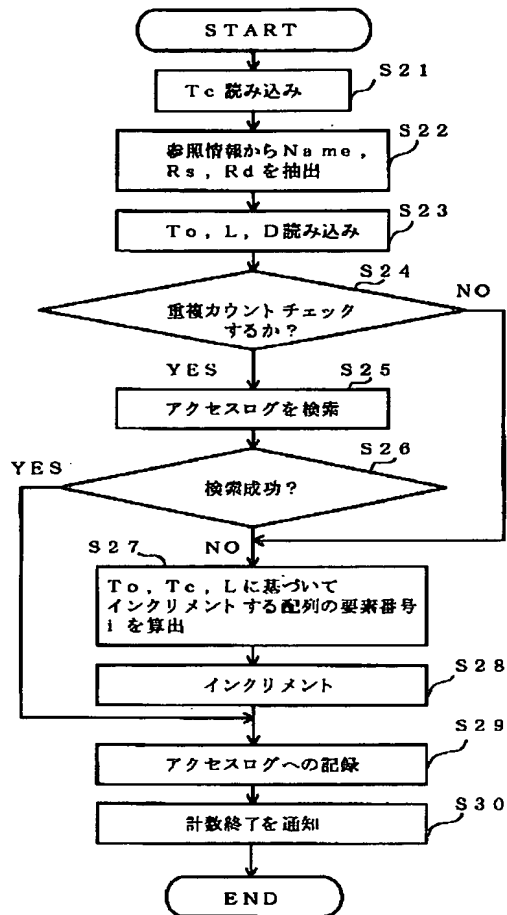 START
S21
Tc 読み込み
S22
参照情報からName,
Rs, Rdを抽出
S23
To, L, D読み込み
S24
NO
重複カウントチェック
するか?
YES
S25
アクセスログを検索
S26
YES
検索成功?
S27
NO
To, Tc, Lに基づいて
インクリメントする配列の要素番号
i を算出
S28
インクリメント
S29
アクセスログへの記録
S30
計数終了を通知
END